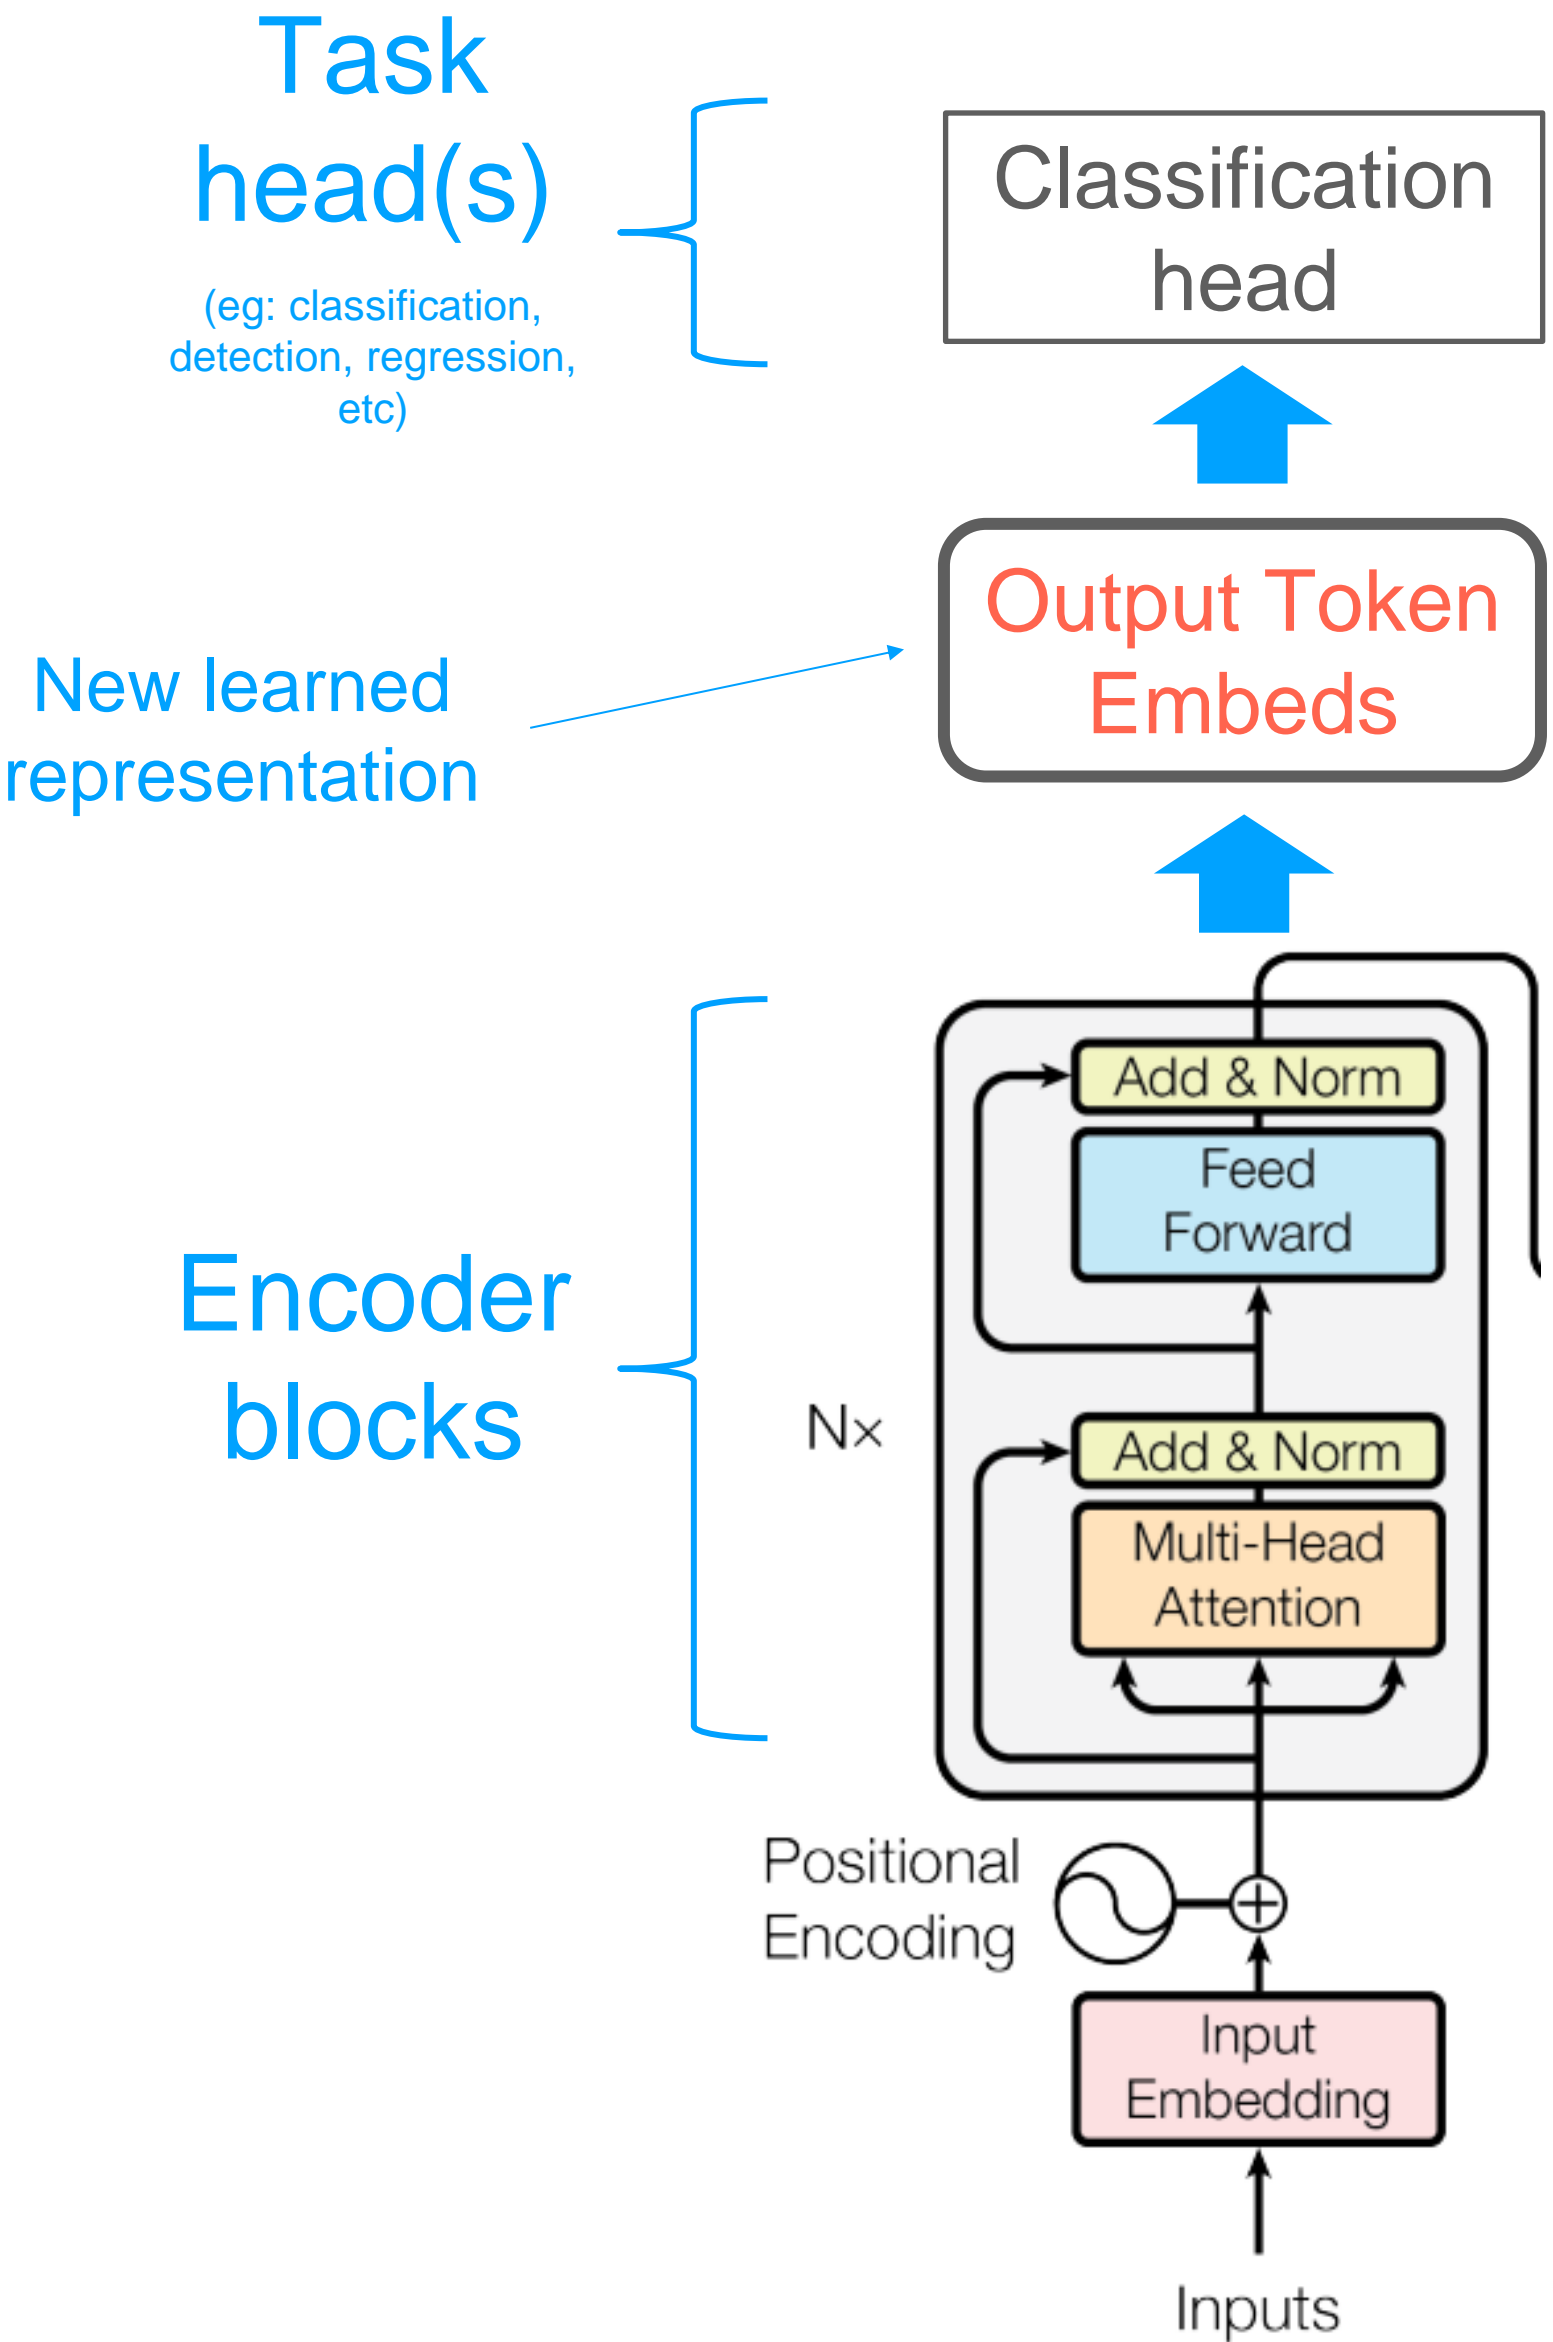 Task
head(s)
(eg: classification,
detection, regression,
etc)
Classification
head
Output Token
Embeds
New learned
representation
Encoder
blocks
N×
Add & Norm
Feed
Forward
Add & Norm
Multi-Head
Attention
Positional
Encoding
Input
Embedding
Inputs